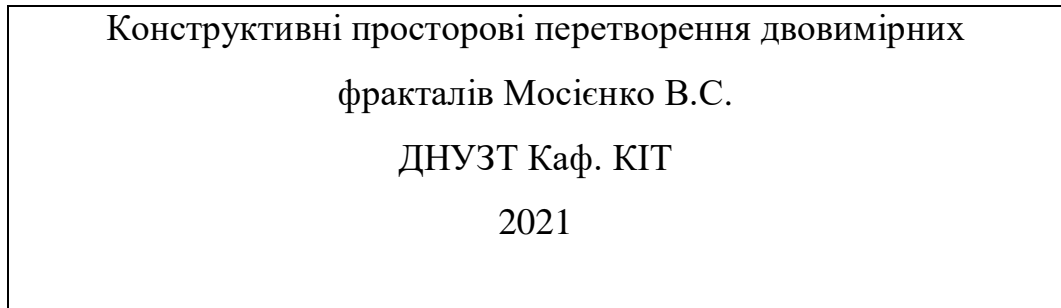 Конструктивні просторові перетворення двовимірних
фракталів Мосієнко В.С.
ДНУЗТ Каф. КІТ
2021